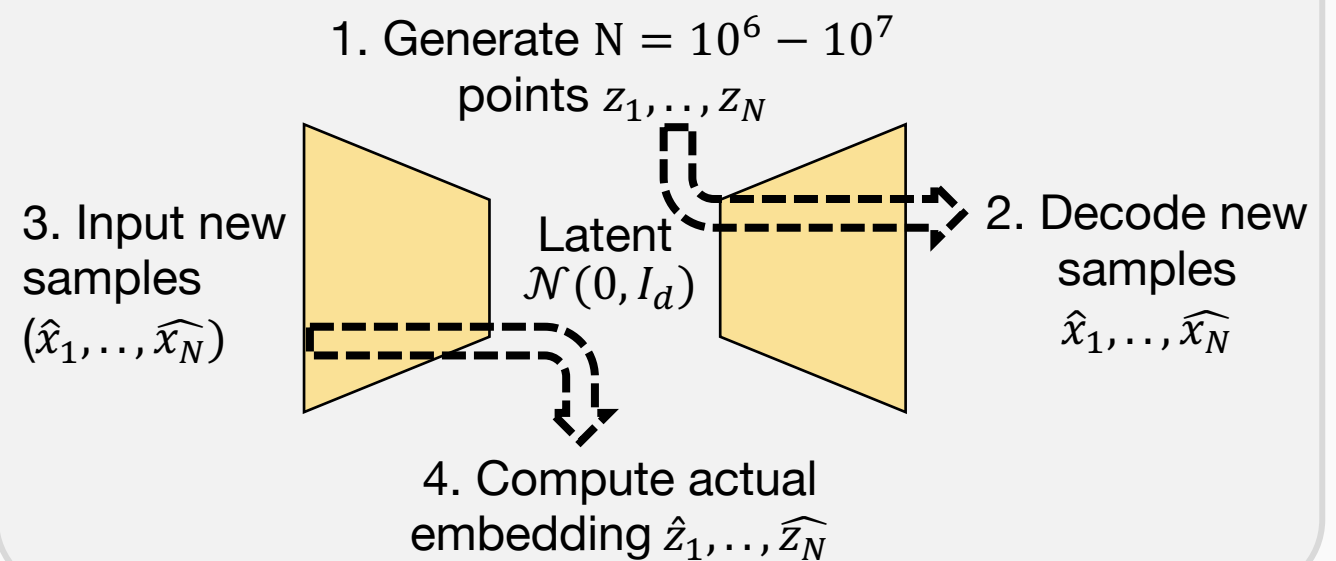 1. Generate N = 10⁶ − 10⁷
points z₁,..,z_N
3. Input new
samples
(x̂₁,..,x̂_N)
Latent
𝒩(0, I_d)
2. Decode new
samples
x̂₁,..,x̂_N
4. Compute actual
embedding ẑ₁,..,ẑ_N